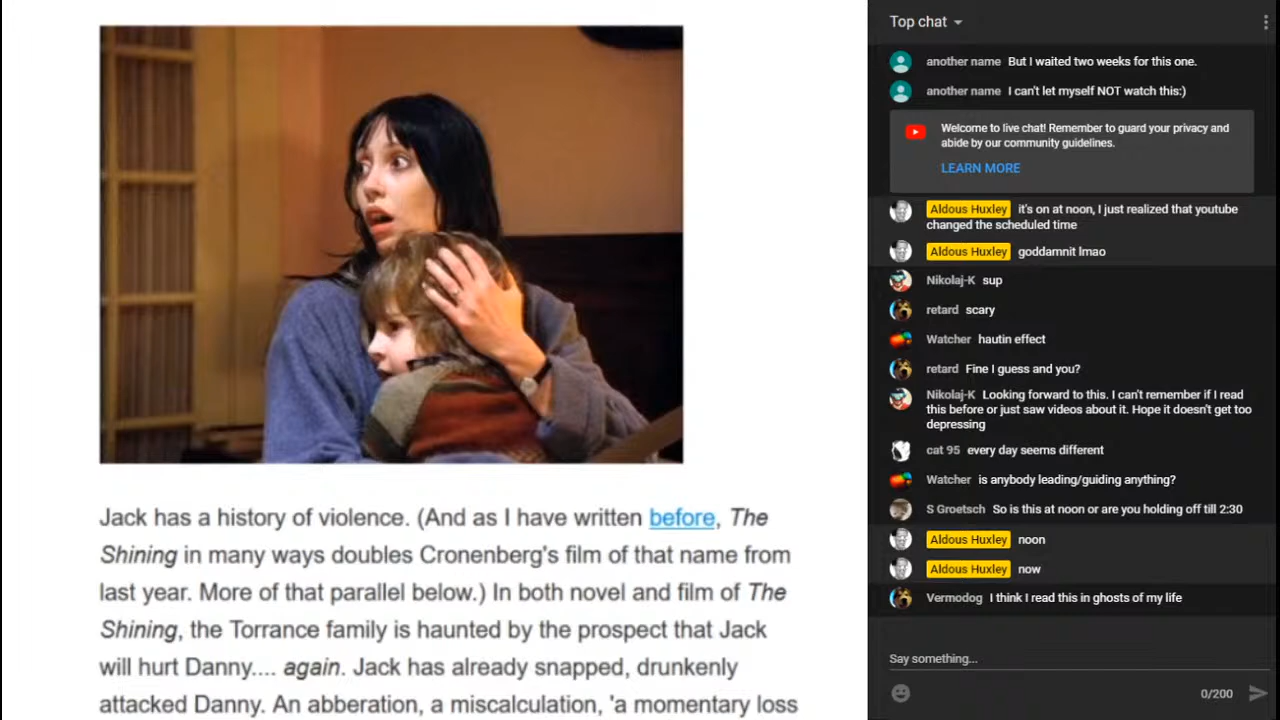 Jack has a history of violence. (And as I have written before, The
Shining in many ways doubles Cronenberg's film of that name from
last year. More of that parallel below.) In both novel and film of The
Shining, the Torrance family is haunted by the prospect that Jack
will hurt Danny.... again. Jack has already snapped, drunkenly
attacked Danny. An abberation, a miscalculation, 'a momentary loss
Top chat
another name But I waited two weeks for this one.
another name I can't let myself NOT watch this:)
Welcome to live chat! Remember to guard your privacy and
abide by our community guidelines.
LEARN MORE
Aldous Huxley it's on at noon, I just realized that youtube
changed the scheduled time
Aldous Huxley goddamnit lmao
Nikolaj-K sup
retard scary
Watcher hautin effect
retard Fine I guess and you?
Nikolaj-K Looking forward to this. I can't remember if I read
this before or just saw videos about it. Hope it doesn't get too
depressing
cat 95 every day seems different
Watcher is anybody leading/guiding anything?
S Groetsch So is this at noon or are you holding off till 2:30
Aldous Huxley noon
Aldous Huxley now
Vermodog I think I read this in ghosts of my life
Say something...
0/200